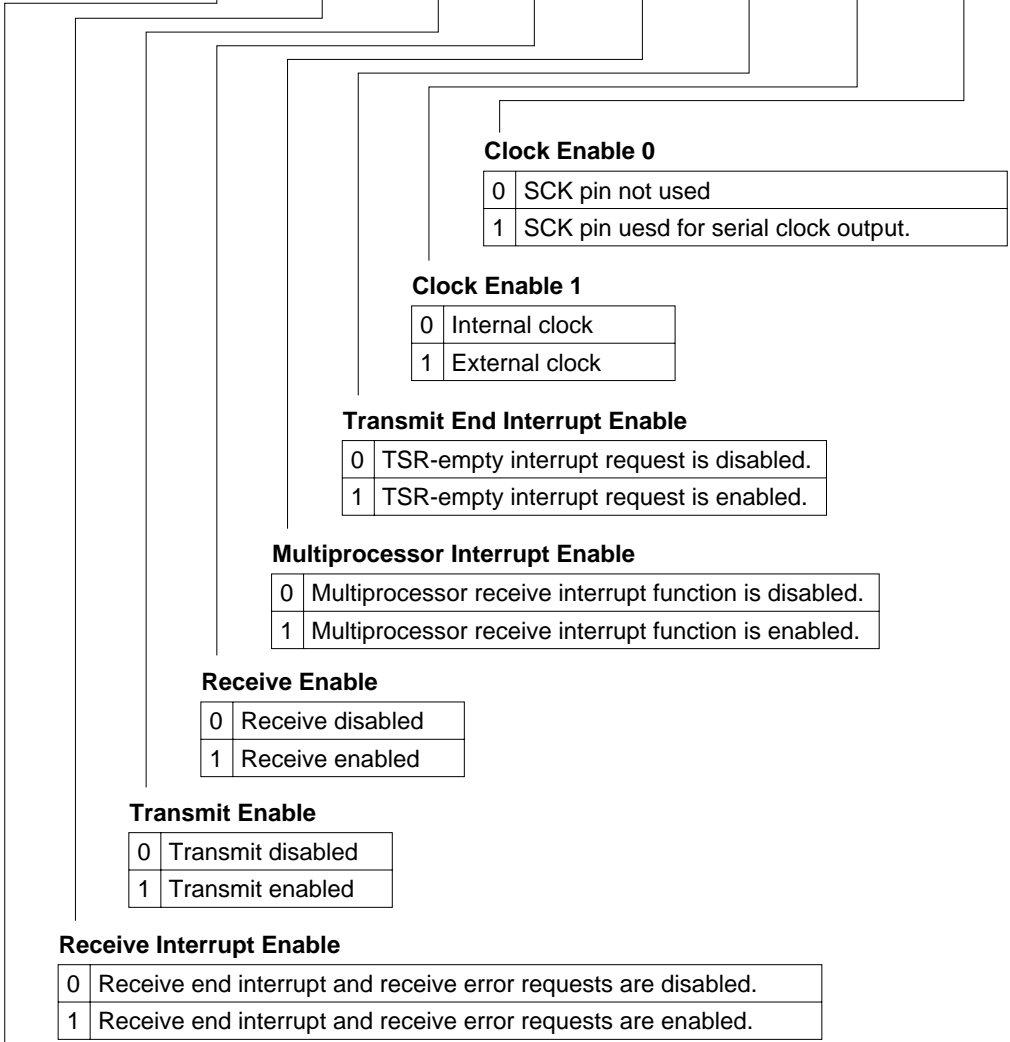 Clock Enable 0
0 SCK pin not used
1 SCK pin uesd for serial clock output.
Clock Enable 1
0 Internal clock
1 External clock
Transmit End Interrupt Enable
0 TSR-empty interrupt request is disabled.
1 TSR-empty interrupt request is enabled.
Multiprocessor Interrupt Enable
0 Multiprocessor receive interrupt function is disabled.
1 Multiprocessor receive interrupt function is enabled.
Receive Enable
0 Receive disabled
1 Receive enabled
Transmit Enable
0 Transmit disabled
1 Transmit enabled
Receive Interrupt Enable
0 Receive end interrupt and receive error requests are disabled.
1 Receive end interrupt and receive error requests are enabled.